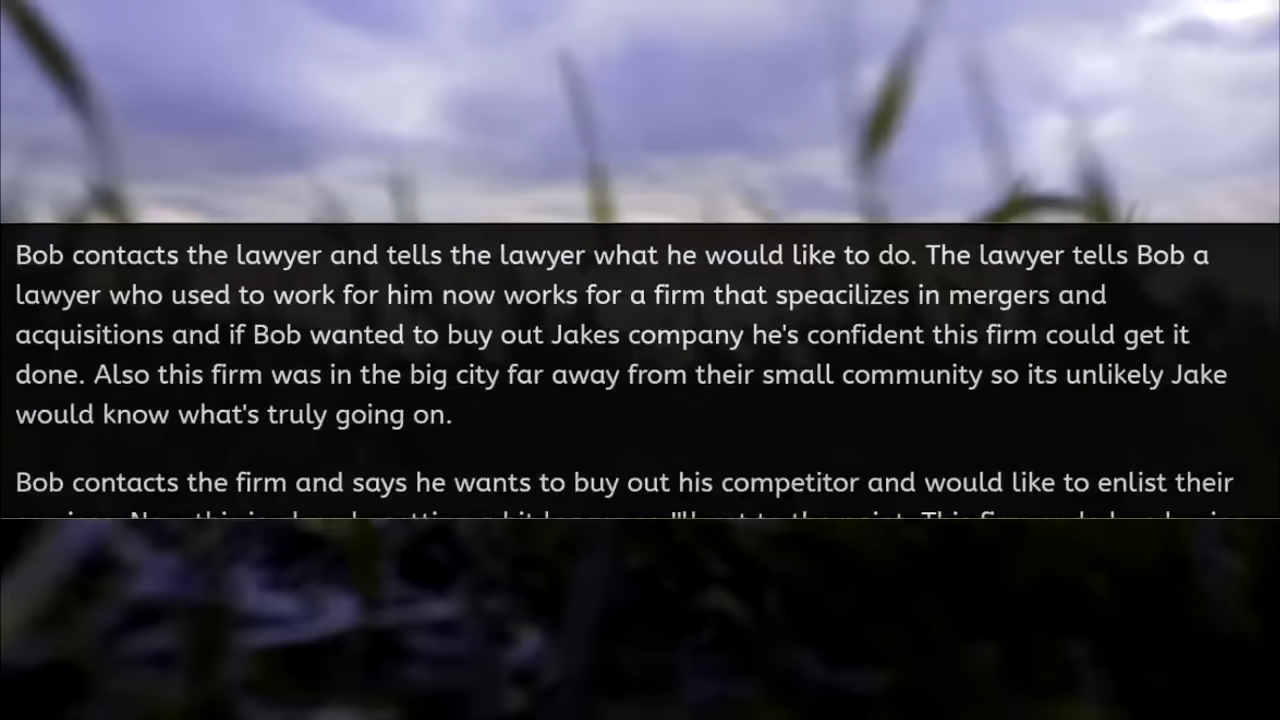 Bob contacts the lawyer and tells the lawyer what he would like to do. The lawyer tells Bob a
lawyer who used to work for him now works for a firm that speacilizes in mergers and
acquisitions and if Bob wanted to buy out Jakes company he's confident this firm could get it
done. Also this firm was in the big city far away from their small community so its unlikely Jake
would know what's truly going on.
Bob contacts the firm and says he wants to buy out his competitor and would like to enlist their